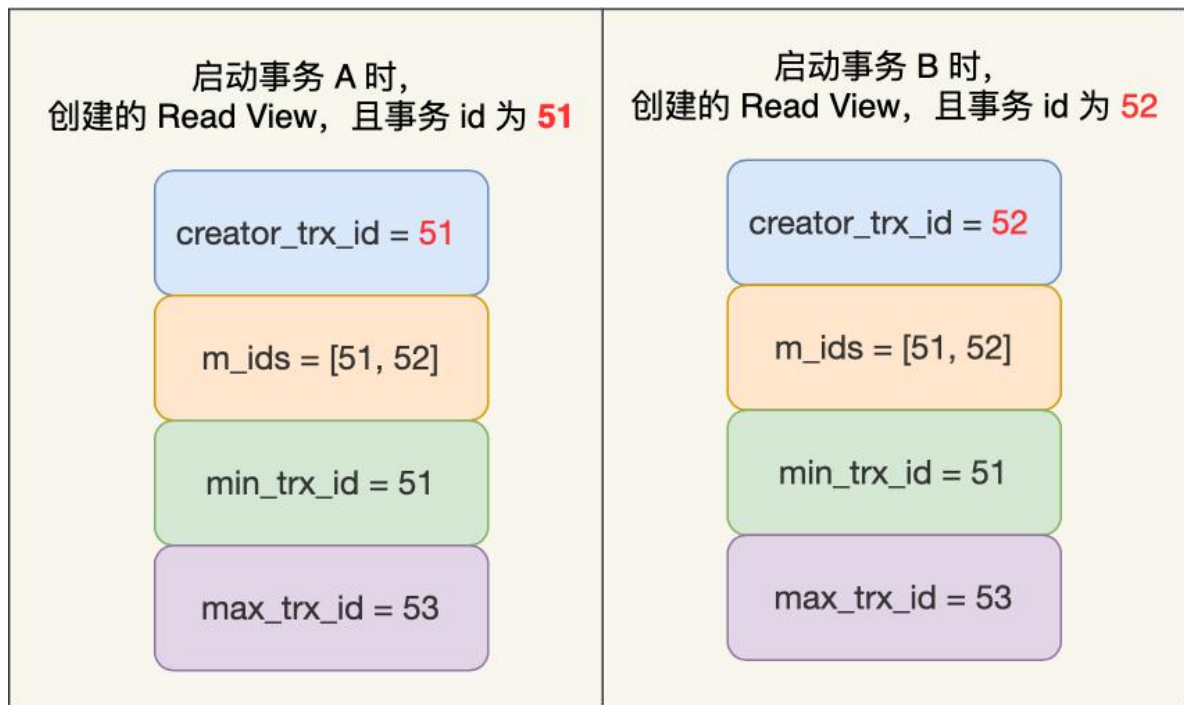 启动事务 A 时，
创建的 Read View，且事务 id 为 51
creator_trx_id = 51
m_ids = [51, 52]
min_trx_id = 51
max_trx_id = 53
启动事务 B 时，
创建的 Read View，且事务 id 为 52
creator_trx_id = 52
m_ids = [51, 52]
min_trx_id = 51
max_trx_id = 53